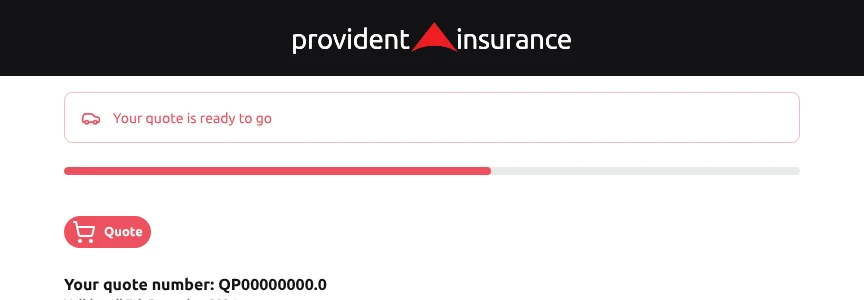 provident insurance
Your quote is ready to go
Quote
Your quote number: QP00000000.0